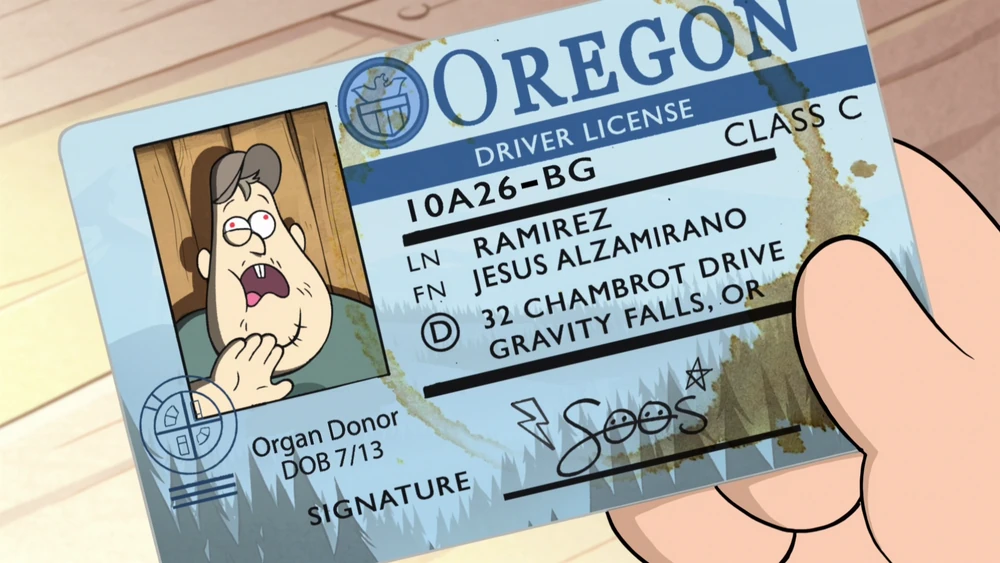 OREGON
DRIVER LICENSE
CLASS C
10A26-BG
LN RAMIREZ
FN JESUS ALZAMIRANO
D 32 CHAMBROT DRIVE
GRAVITY FALLS, OR
Organ Donor
DOB 7/13
SIGNATURE Soos